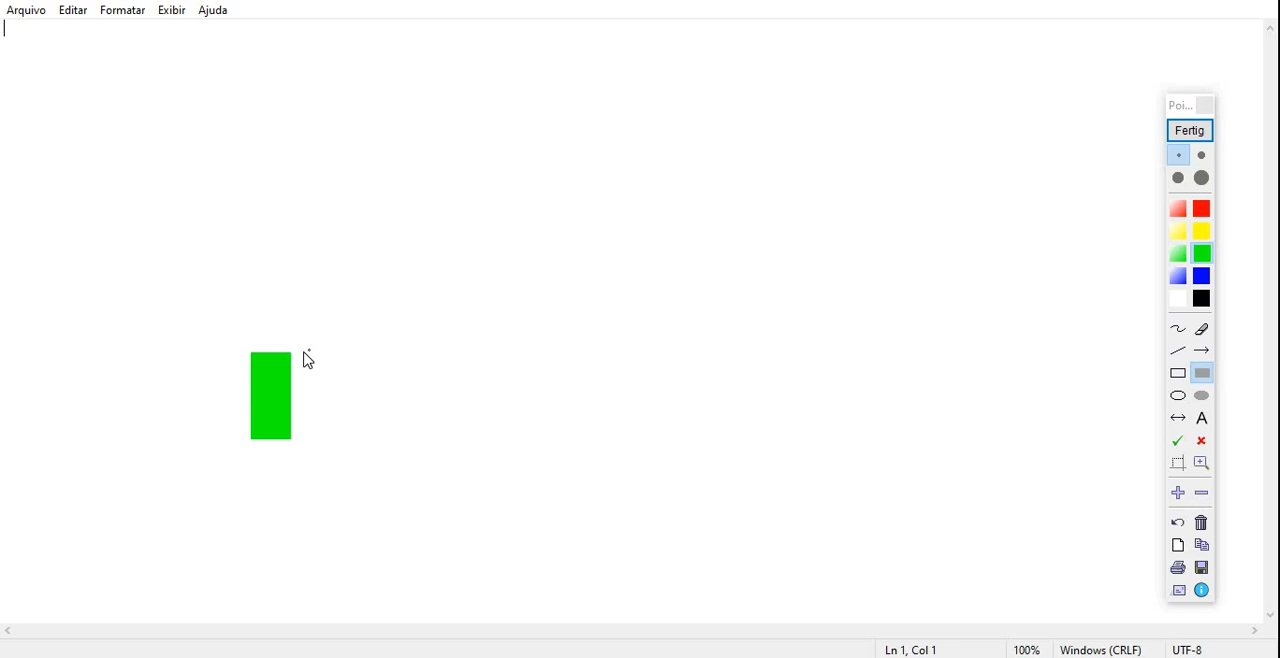 Arquivo Editar Formatar Exibir Ajuda
Poi...
Fertig
A
Ln 1, Col 1 100% Windows (CRLF) UTF-8